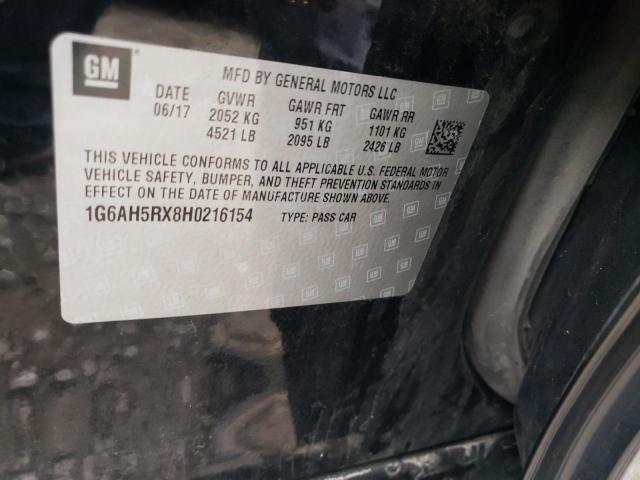 GM
MFD BY GENERAL MOTORS LLC
DATE GVWR GAWR FRT GAWR RR
06/17 2052 KG 951 KG 1101 KG
4521 LB 2095 LB 2426 LB
THIS VEHICLE CONFORMS TO ALL APPLICABLE U.S. FEDERAL MOTOR
VEHICLE SAFETY, BUMPER, AND THEFT PREVENTION STANDARDS IN
EFFECT ON THE DATE OF MANUFACTURE SHOWN ABOVE.
1G6AH5RX8H0216154 TYPE: PASS CAR